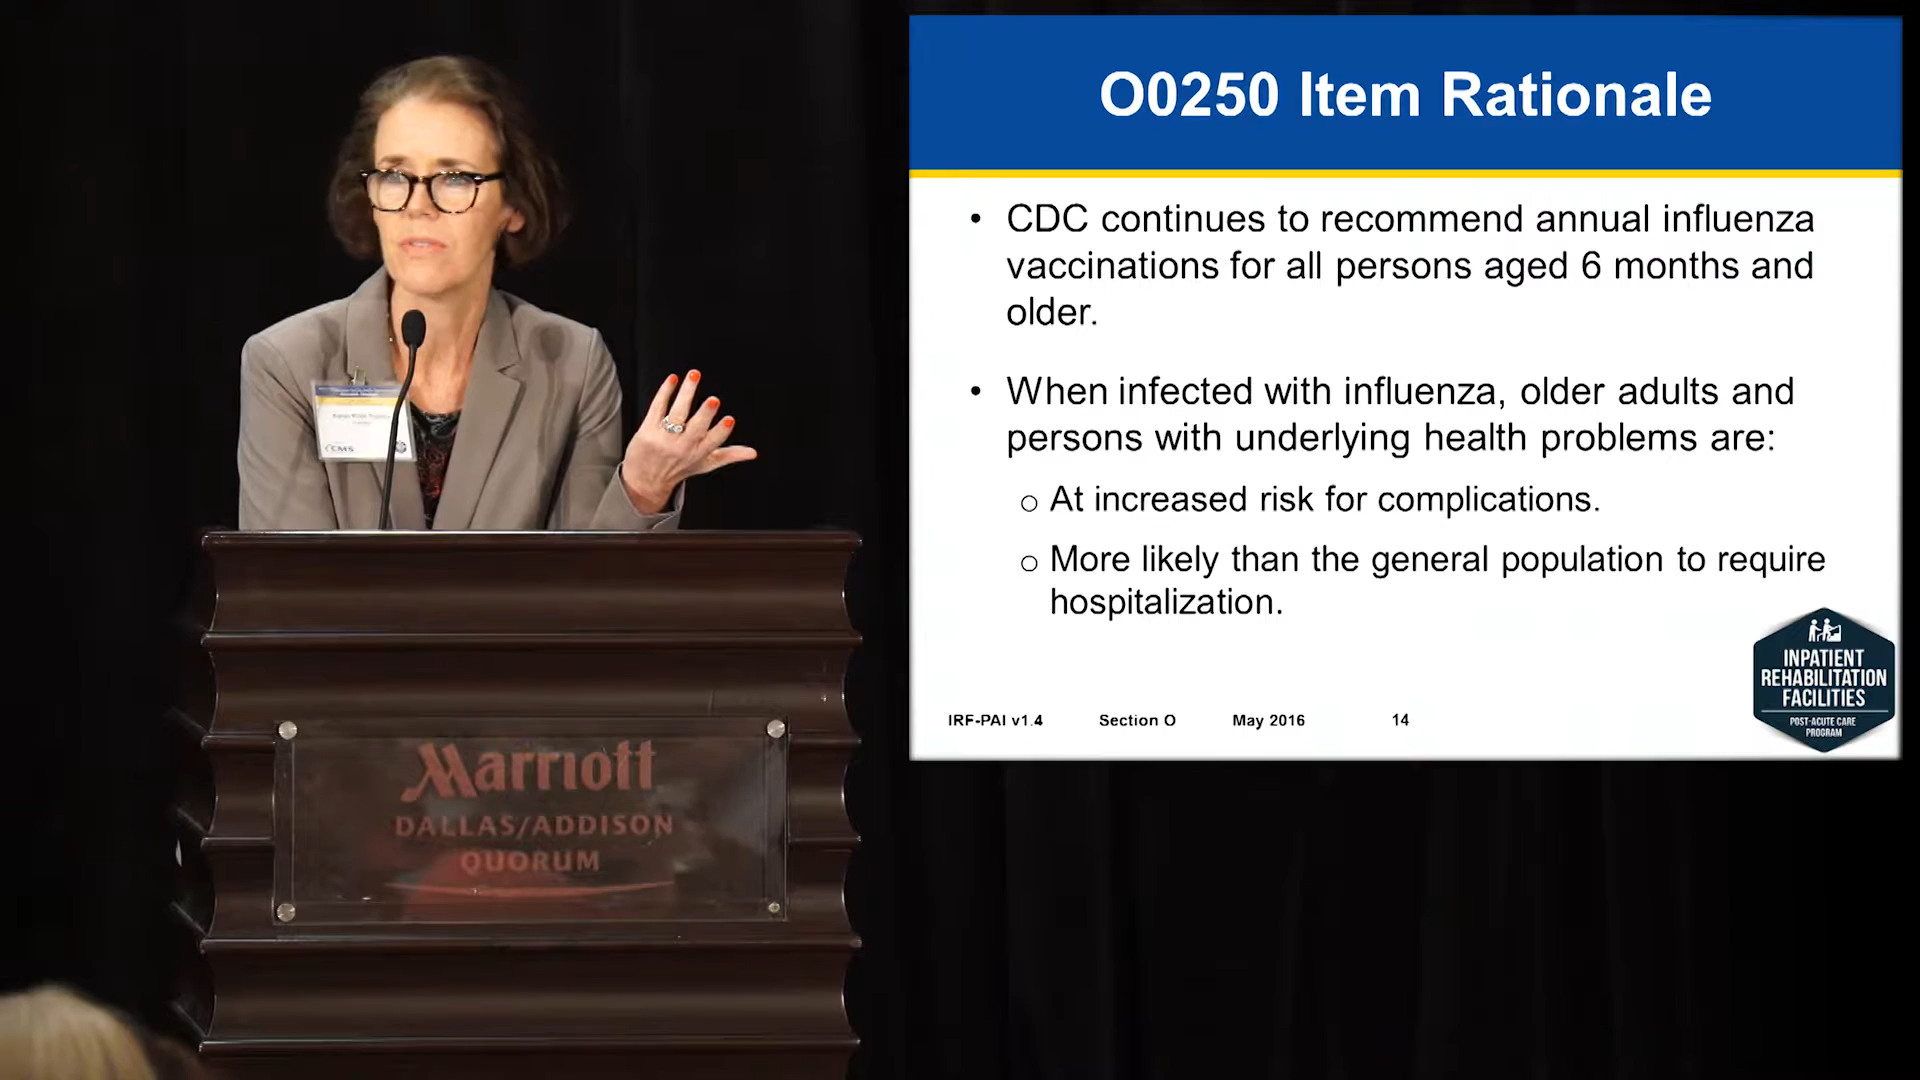 O0250 Item Rationale
• CDC continues to recommend annual influenza
vaccinations for all persons aged 6 months and
older.
• When infected with influenza, older adults and
persons with underlying health problems are:
o At increased risk for complications.
o More likely than the general population to require
hospitalization.
INPATIENT
REHABILITATION
FACILITIES
POST-ACUTE CARE
PROGRAM
IRF-PAI v1.4 Section O May 2016 14
CMS
Marriott
DALLAS/ADDISON
QUORUM